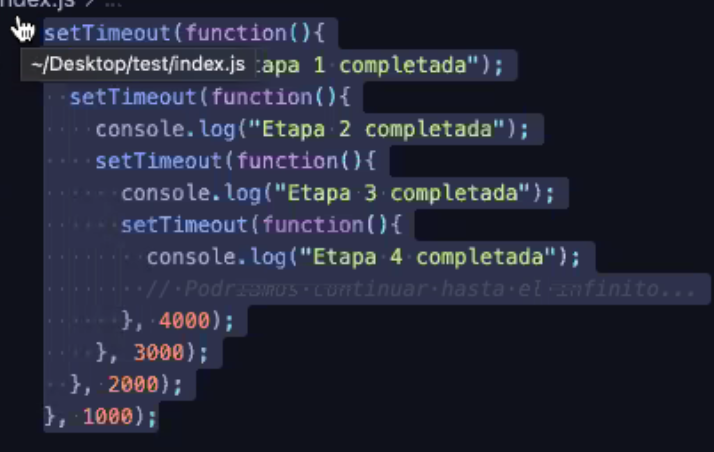 index.js > ...
setTimeout(function(){
~/Desktop/test/index.js
tapa 1 completada");
setTimeout(function(){
console.log("Etapa 2 completada");
setTimeout(function(){
console.log("Etapa 3 completada");
setTimeout(function(){
console.log("Etapa 4 completada");
// Podríamos continuar hasta el infinito...
}, 4000);
}, 3000);
}, 2000);
}, 1000);